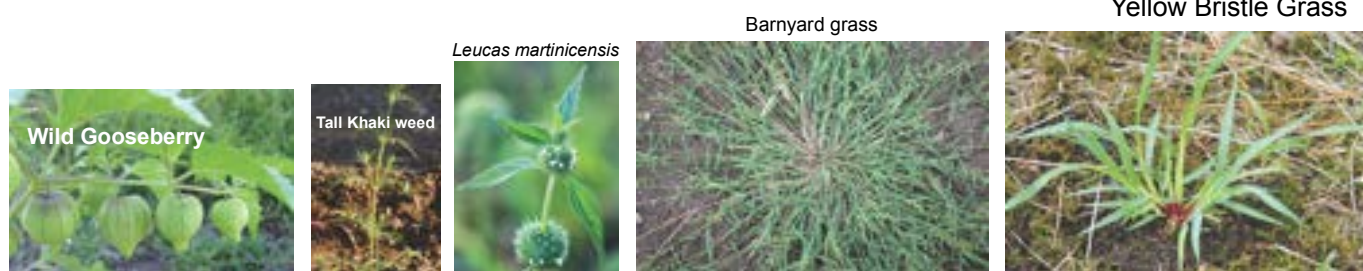 Wild Gooseberry
Tall Khaki weed
Leucas martinicensis
Barnyard grass
Yellow Bristle Grass